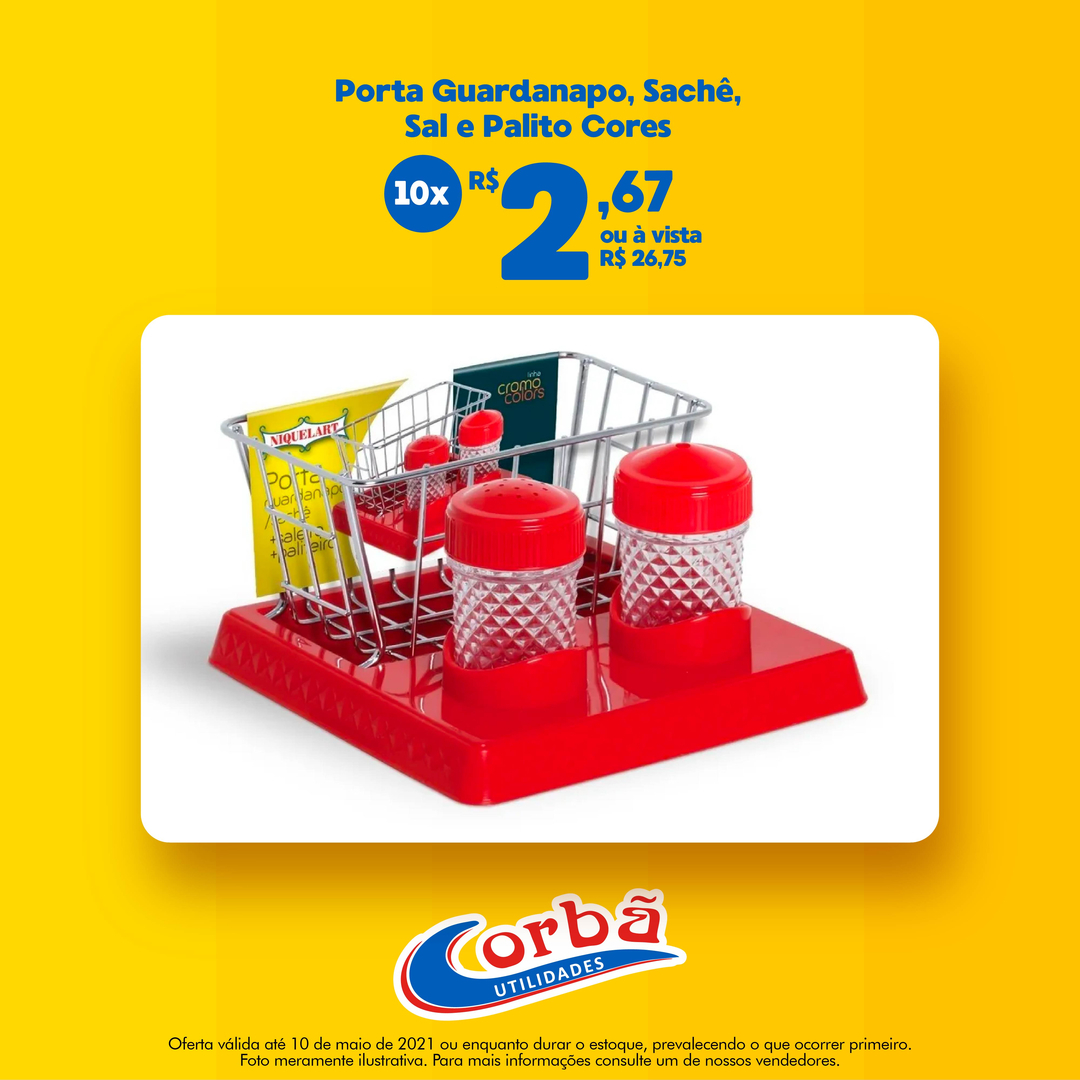 Porta Guardanapo, Sachê,
Sal e Palito Cores
10x R$ 2,67
ou à vista
R$ 26,75
linha
cromo
colors
NIQUELART
Porta
guardanapo
+saleiro
+paliteiro
Corbã
UTILIDADES
Oferta válida até 10 de maio de 2021 ou enquanto durar o estoque, prevalecendo o que ocorrer primeiro.
Foto meramente ilustrativa. Para mais informações consulte um de nossos vendedores.